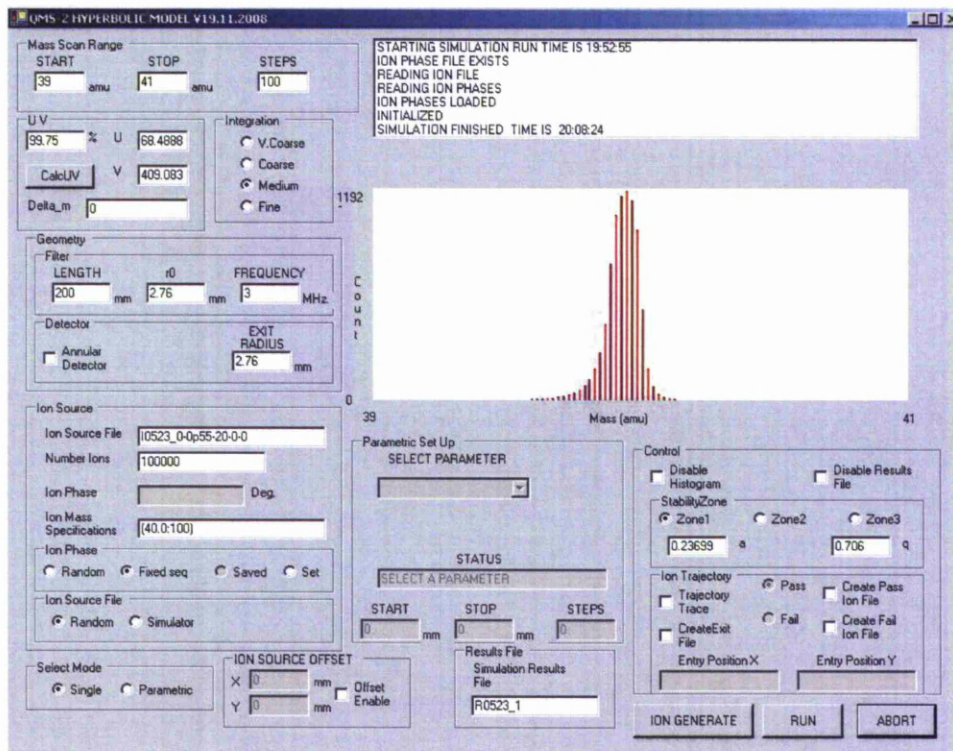 QMS-2 HYPERBOLIC MODEL V19.11.2008
Mass Scan Range
START STOP STEPS
39 amu 41 amu 100
STARTING SIMULATION RUN TIME IS 19:52:55
ION PHASE FILE EXISTS
READING ION FILE
READING ION PHASES
ION PHASES LOADED
INITIALIZED
SIMULATION FINISHED TIME IS 20:08:24
U V
99.75 % U 68.4888
CalcUV V 409.083
Delta_m 0
Integration
V.Coarse
Coarse
Medium
Fine
1192
Count
0
39 Mass (amu) 41
Geometry
Filter
LENGTH r0 FREQUENCY
200 mm 2.76 mm 3 MHz.
Detector
Annular Detector
EXIT RADIUS
2.76 mm
Ion Source
Ion Source File I0523_0-0p55-20-0-0
Number Ions 100000
Ion Phase Deg.
Ion Mass Specifications (40.0:100)
Ion Phase
Random Fixed seq Saved Set
Ion Source File
Random Simulator
Select Mode
Single Parametric
ION SOURCE OFFSET
X 0 mm
Y 0 mm
Offset Enable
Parametric Set Up
SELECT PARAMETER
STATUS
SELECT A PARAMETER
START STOP STEPS
0 mm 0 mm 0
Results File
Simulation Results File
R0523_1
Control
Disable Histogram
Disable Results File
StabilityZone
Zone1 Zone2 Zone3
0.23699 a 0.706 q
Ion Trajectory
Trajectory Trace
CreateExit File
Pass
Fail
Create Pass Ion File
Create Fail Ion File
Entry Position X Entry Position Y
ION GENERATE RUN ABORT